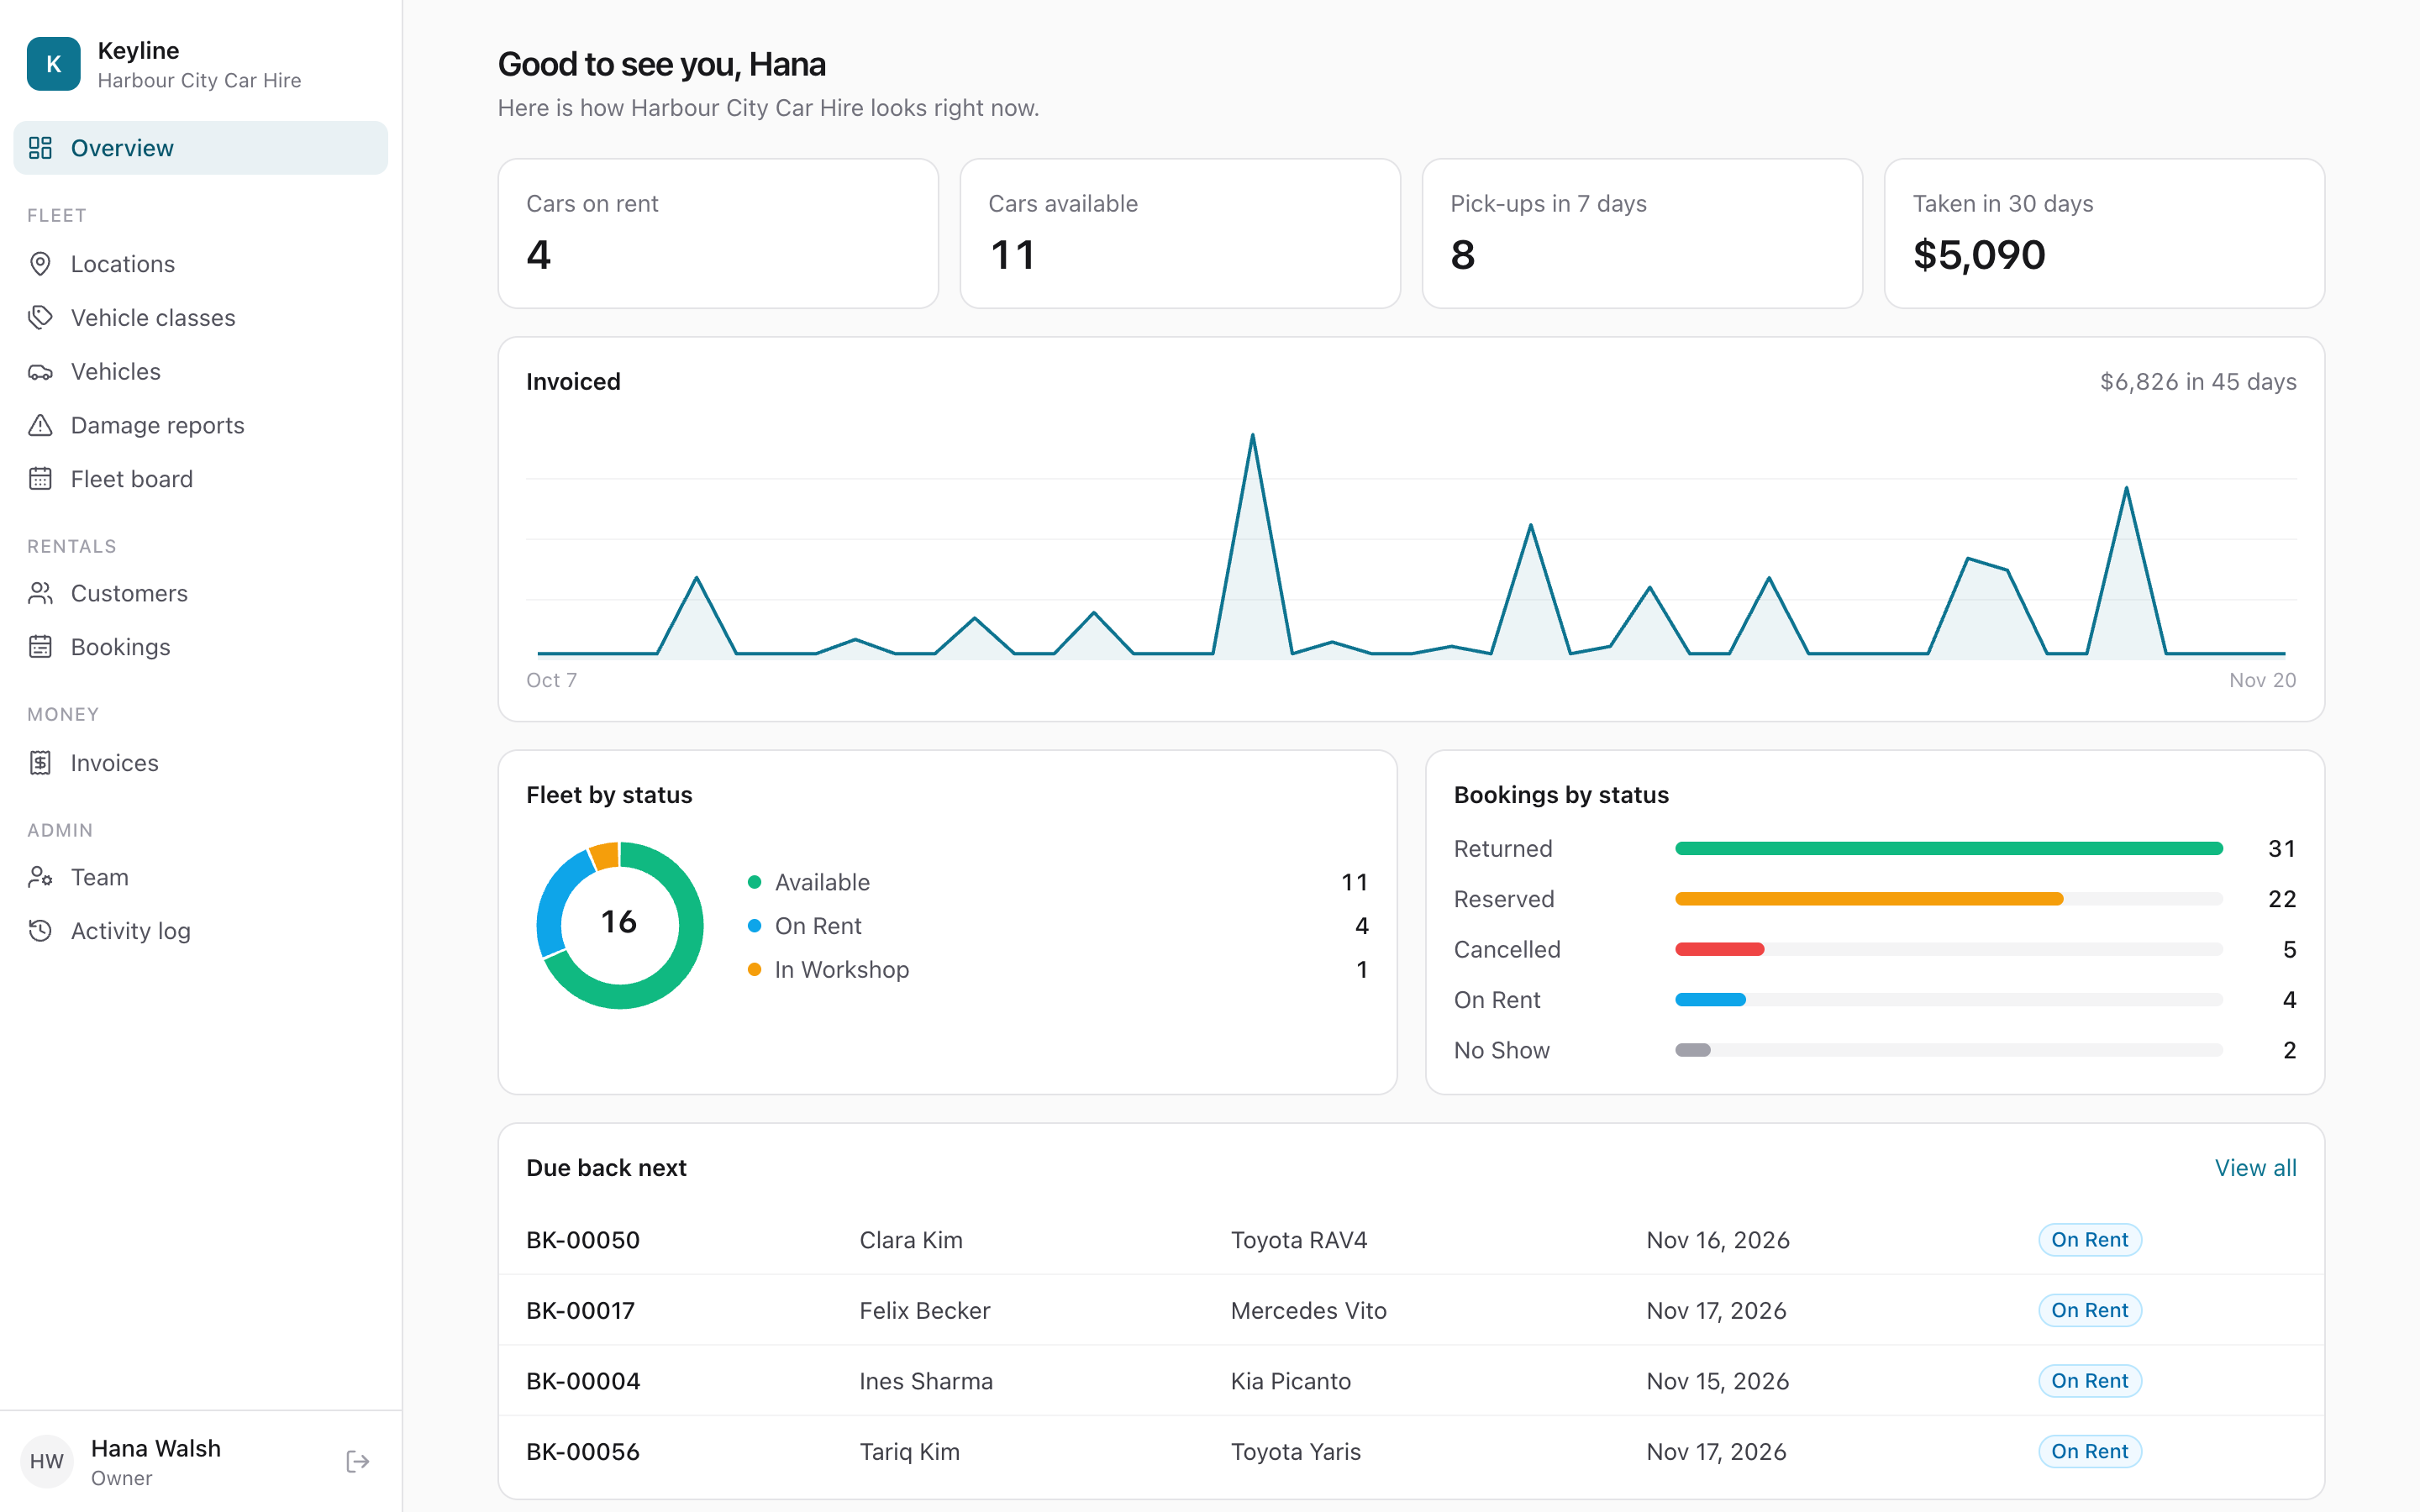 K
Keyline
Harbour City Car Hire
Overview
FLEET
Locations
Vehicle classes
Vehicles
Damage reports
Fleet board
RENTALS
Customers
Bookings
MONEY
Invoices
ADMIN
Team
Activity log
HW
Hana Walsh
Owner
Good to see you, Hana
Here is how Harbour City Car Hire looks right now.
Cars on rent
4
Cars available
11
Pick-ups in 7 days
8
Taken in 30 days
$5,090
Invoiced
$6,826 in 45 days
Oct 7
Nov 20
Fleet by status
16
Available 11
On Rent 4
In Workshop 1
Bookings by status
Returned 31
Reserved 22
Cancelled 5
On Rent 4
No Show 2
Due back next
View all
BK-00050 Clara Kim Toyota RAV4 Nov 16, 2026 On Rent
BK-00017 Felix Becker Mercedes Vito Nov 17, 2026 On Rent
BK-00004 Ines Sharma Kia Picanto Nov 15, 2026 On Rent
BK-00056 Tariq Kim Toyota Yaris Nov 17, 2026 On Rent